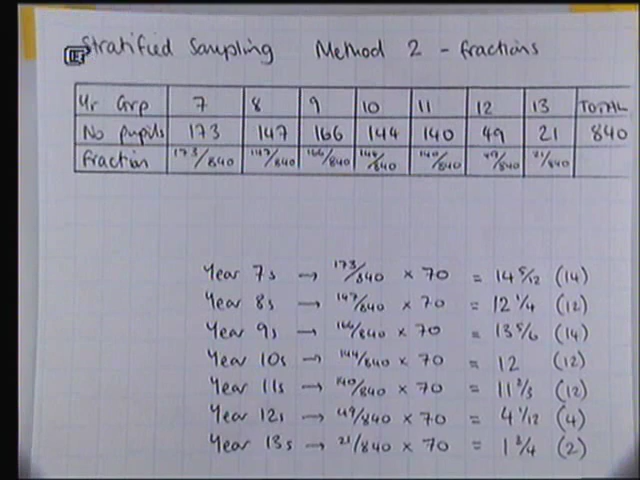 Stratified Sampling Method 2 - fractions
Yr Grp 7 8 9 10 11 12 13 TOTAL
No pupils 173 147 166 144 140 49 21 840
Fraction 173/840 147/840 166/840 144/840 140/840 49/840 21/840
Year 7s → 173/840 × 70 = 14 5/12 (14)
Year 8s → 147/840 × 70 = 12 1/4 (12)
Year 9s → 166/840 × 70 = 13 5/6 (14)
Year 10s → 144/840 × 70 = 12 (12)
Year 11s → 140/840 × 70 = 11 2/3 (12)
Year 12s → 49/840 × 70 = 4 1/12 (4)
Year 13s → 21/840 × 70 = 1 3/4 (2)